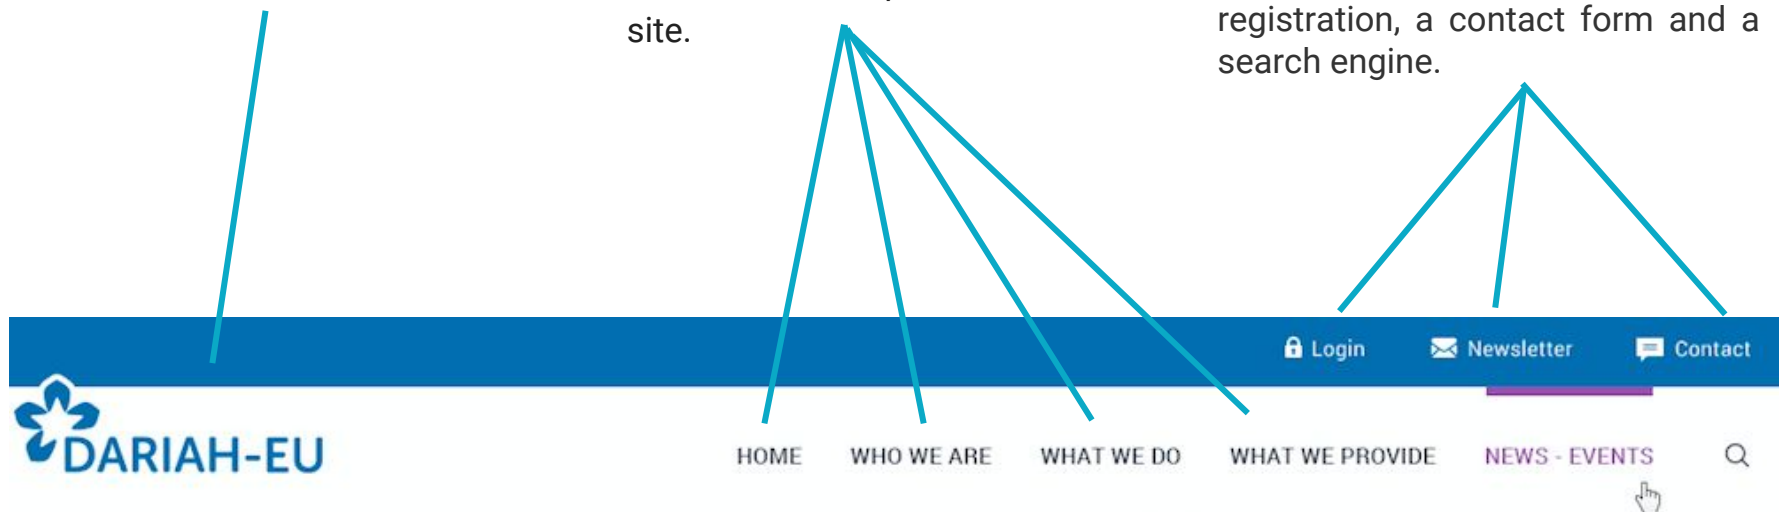 site.
registration, a contact form and a
search engine.
Login Newsletter Contact
DARIAH-EU
HOME WHO WE ARE WHAT WE DO WHAT WE PROVIDE NEWS - EVENTS